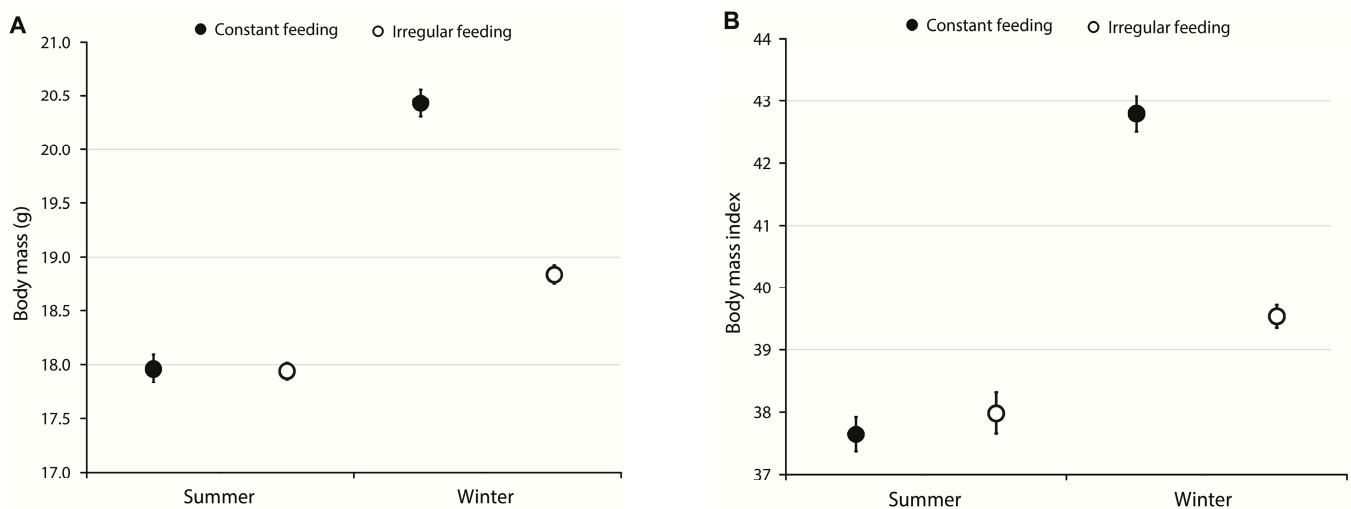 A
Constant feeding
Irregular feeding
21.0
20.5
20.0
19.5
19.0
18.5
18.0
17.5
17.0
Body mass (g)
Summer
Winter
B
Constant feeding
Irregular feeding
44
43
42
41
40
39
38
37
Body mass index
Summer
Winter